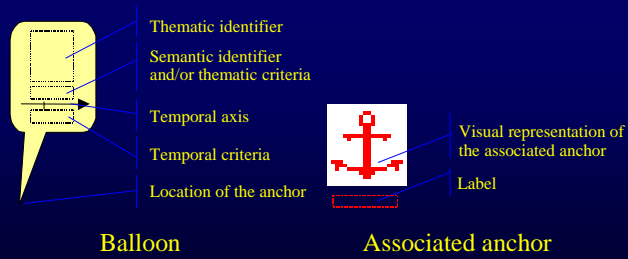 Thematic identifier
Semantic identifier
and/or thematic criteria
Temporal axis
Temporal criteria
Location of the anchor
Balloon
Visual representation of
the associated anchor
Label
Associated anchor